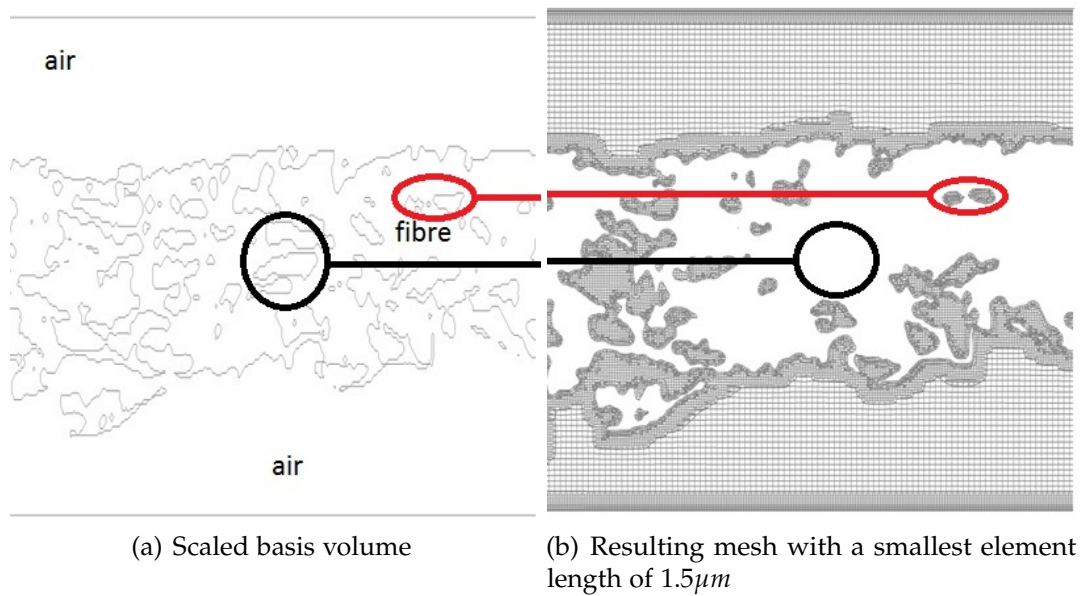 air
fibre
air
(a) Scaled basis volume
(b) Resulting mesh with a smallest element
length of 1.5μm